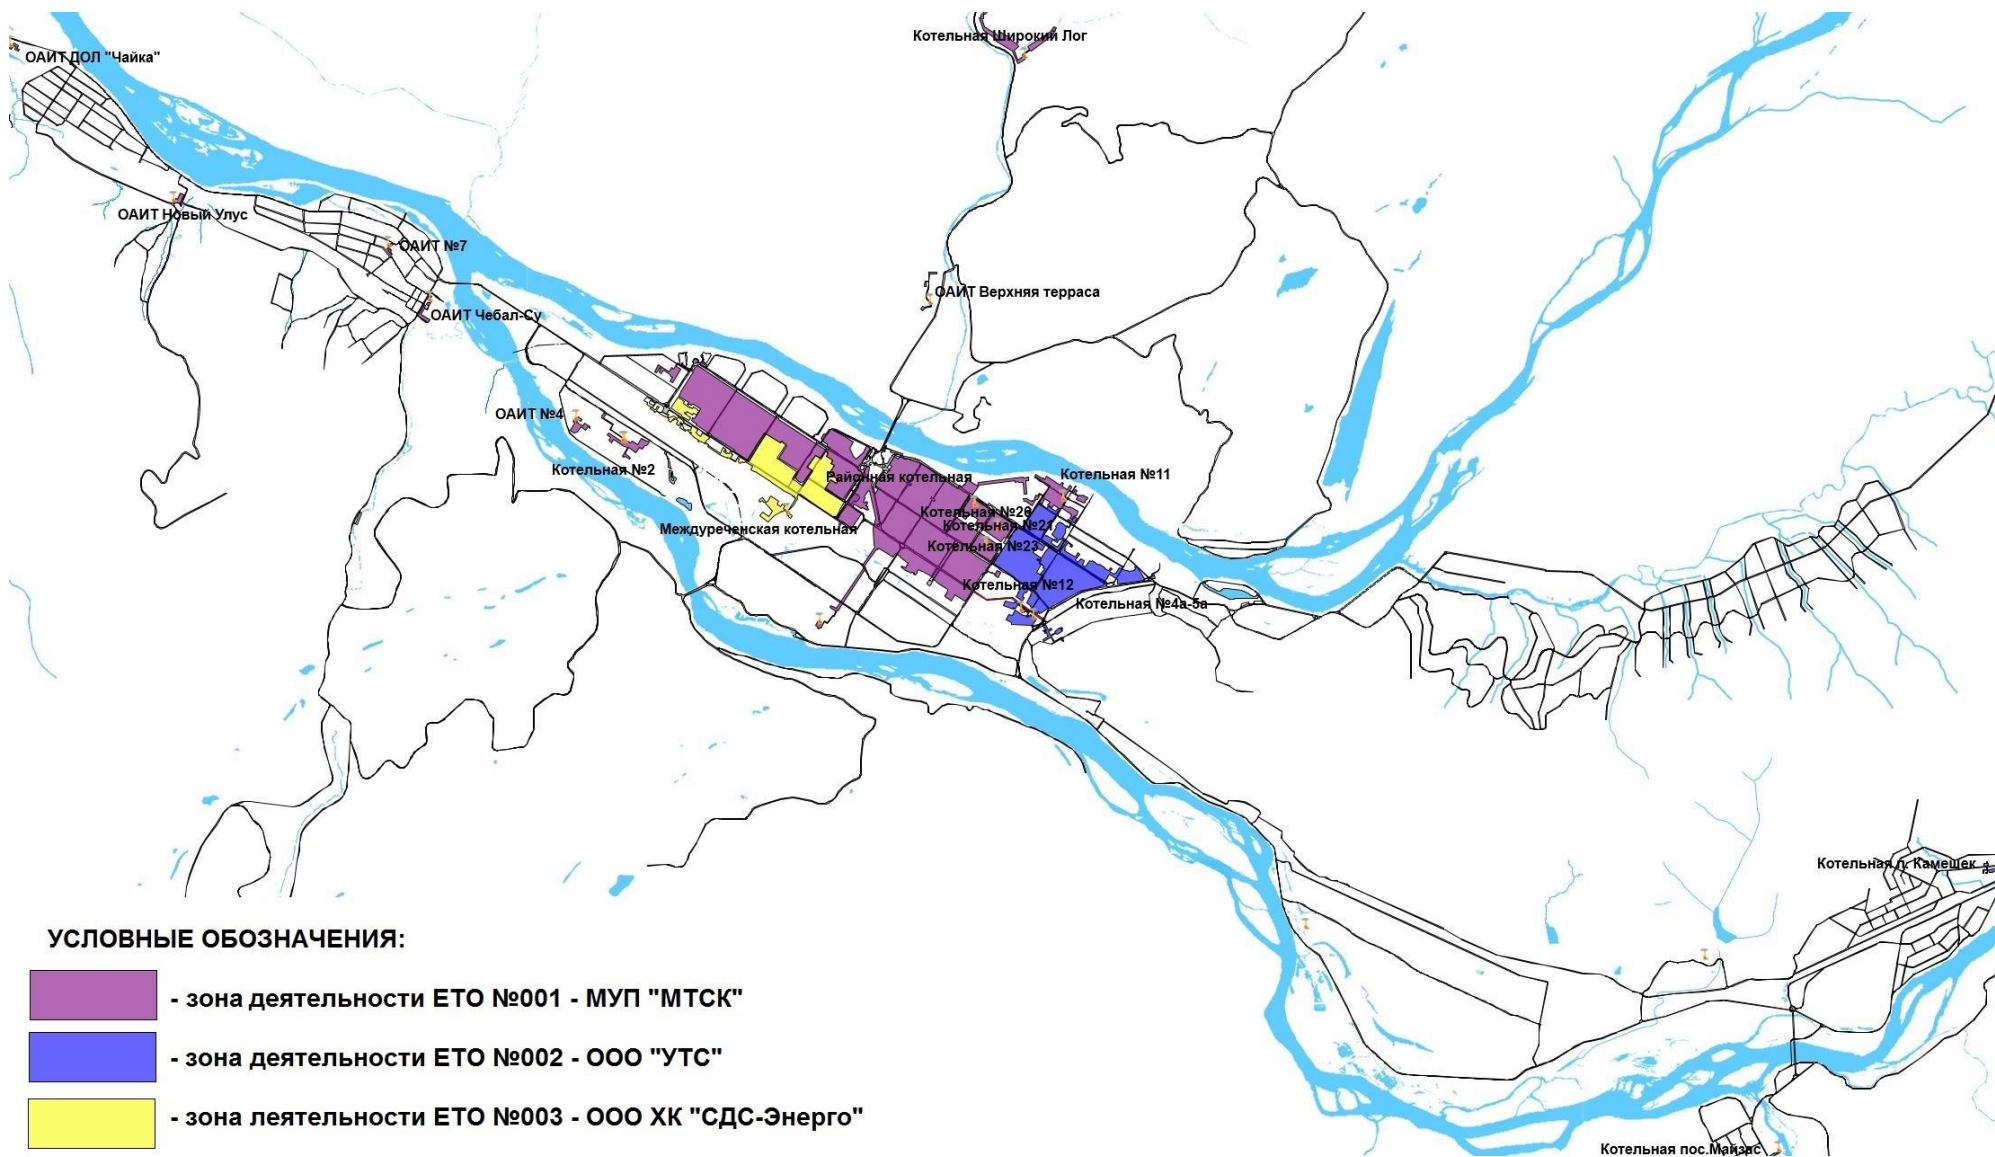 Котельная Широкий Лог
ОАИТ ДОЛ "Чайка"
ОАИТ Новый Улус
ОАИТ №7
ОАИТ Верхняя терраса
ОАИТ Чебал-Су
ОАИТ №4
Котельная №2
Районная котельная
Котельная №11
Котельная №20
Котельная №21
Междуреченская котельная
Котельная №23
Котельная №12
Котельная №4а-5а
Котельная п. Камешек
УСЛОВНЫЕ ОБОЗНАЧЕНИЯ:
- зона деятельности ЕТО №001 - МУП "МТСК"
- зона деятельности ЕТО №002 - ООО "УТС"
- зона леятельности ЕТО №003 - ООО ХК "СДС-Энерго"
Котельная пос.Майзас